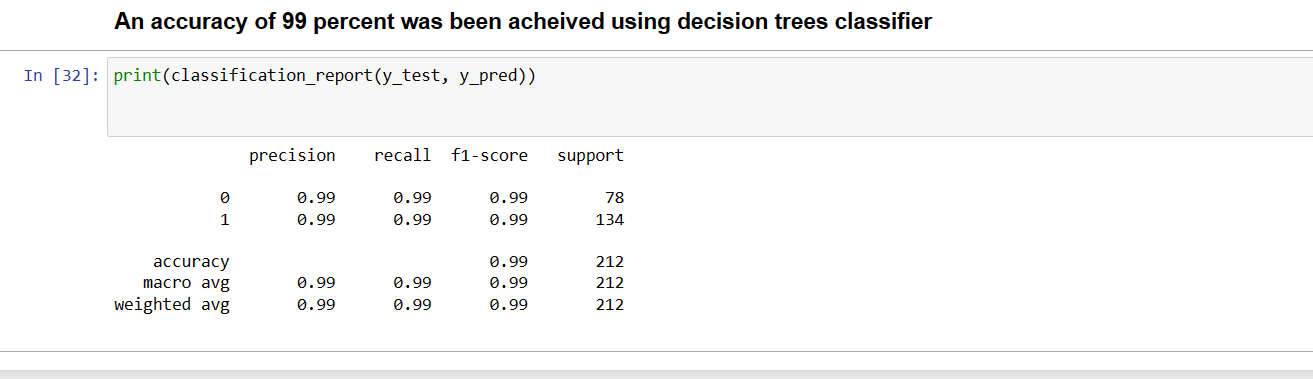 An accuracy of 99 percent was been acheived using decision trees classifier
In [32]: print(classification_report(y_test, y_pred))
precision recall f1-score support
0 0.99 0.99 0.99 78
1 0.99 0.99 0.99 134
accuracy 0.99 212
macro avg 0.99 0.99 0.99 212
weighted avg 0.99 0.99 0.99 212